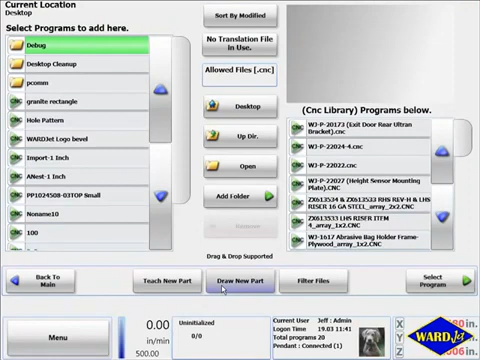 Current Location
Desktop
Select Programs to add here.
Debug
Desktop Cleanup
pcomm
granite rectangle
Hole Pattern
WARDJet Logo bevel
Import-1 Inch
ANest-1 Inch
PP1024508-03TOP Small
Noname10
100
Sort By Modified
No Translation File
in Use.
Allowed Files [.cnc]
Desktop
Up Dir.
Open
Add Folder
Remove
Drag & Drop Supported
(Cnc Library) Programs below.
WJ-P-20173 (Exit Door Rear Ultran
Bracket).cnc
WJ-P-22024-4.cnc
WJ-P-22022.cnc
WJ-P-22027 (Height Sensor Mounting
Plate).CNC
ZX613534 & ZX613533 RHS REV-H & LHS
RISER 16 GA STEEL_array_2x2.CNC
ZX613533 LHS RISER ITEM
4_array_1x2.CNC
WJ-1617 Abrasive Bag Holder Frame-
Plywood_array_1x2.CNC
Back To
Main
Teach New Part
Draw New Part
Filter Files
Select
Program
Menu
0.00
in/min
500.00
Uninitialized
0/0
Current User Jeff : Admin
Logon Time 19.03 11:41
Total programs 20
Pendant : Connected (1)
X
Y
Z
in.
in.
006in.
WARDJet